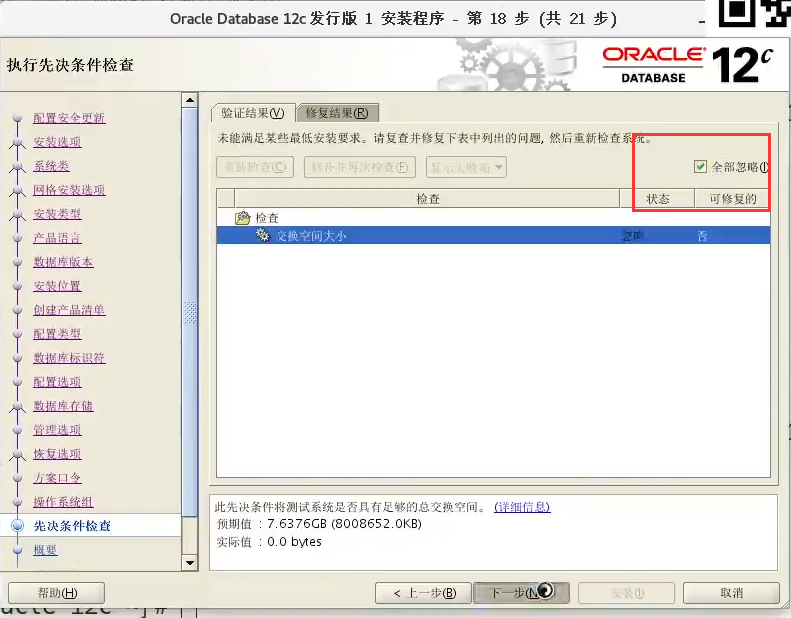 Oracle Database 12c 发行版 1 安装程序 - 第 18 步 (共 21 步)
执行先决条件检查
ORACLE
DATABASE
12c
配置安全更新
安装选项
系统类
网格安装选项
安装类型
产品语言
数据库版本
安装位置
创建产品清单
配置类型
数据库标识符
配置选项
数据库存储
管理选项
恢复选项
方案口令
操作系统组
先决条件检查
概要
验证结果(V) 修复结果(R)
未能满足某些最低安装要求。请复查并修复下表中列出的问题, 然后重新检查系统。
重新检查(C) 修补并再次检查(F) 显示失败项 全部忽略(I)
检查 状态 可修复的
检查
交换空间大小 忽略 否
此先决条件将测试系统是否具有足够的总交换空间。 (详细信息)
预期值 : 7.6376GB (8008652.0KB)
实际值 : 0.0 bytes
帮助(H) < 上一步(B) 下一步(N 安装(I) 取消